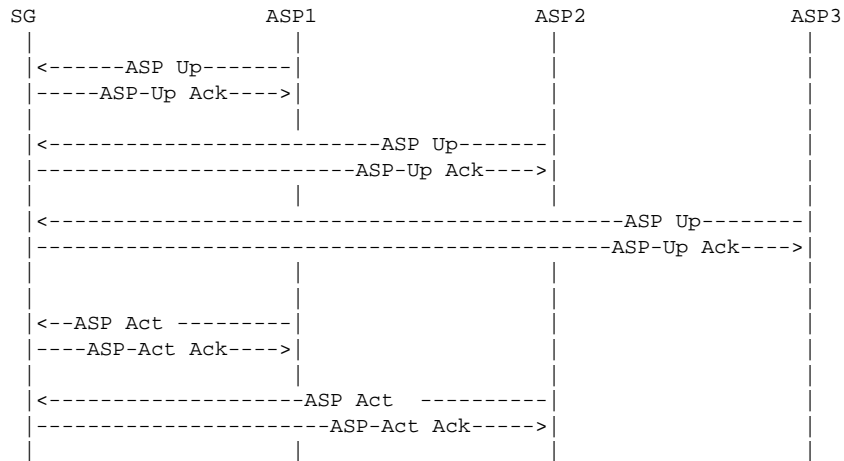 SG ASP1 ASP2 ASP3
<------ASP Up-------
-----ASP-Up Ack---->
<--------------------------ASP Up-------
-------------------------ASP-Up Ack---->
<---------------------------------------------ASP Up--------
---------------------------------------------ASP-Up Ack---->
<--ASP Act ---------
----ASP-Act Ack---->
<--------------------ASP Act ----------
-----------------------ASP-Act Ack----->